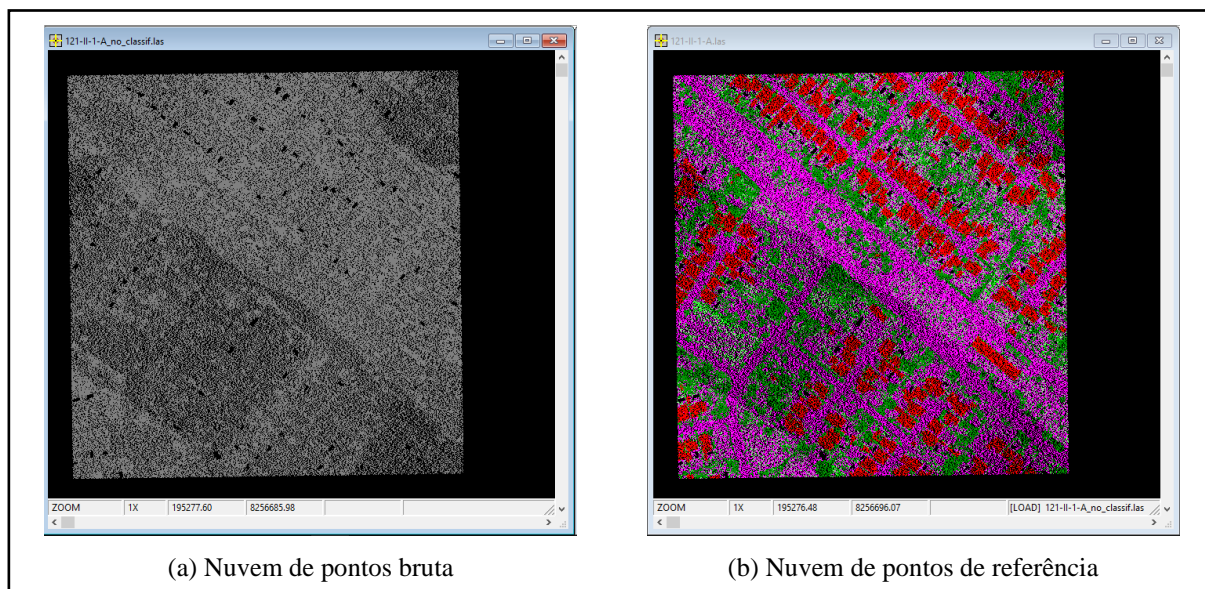 121-II-1-A_no_classif.las
121-II-1-A.las
ZOOM 1X 195277.60 8256685.98
ZOOM 1X 195276.48 8256696.07 [LOAD] 121-II-1-A_no_classif.las
(a) Nuvem de pontos bruta
(b) Nuvem de pontos de referência